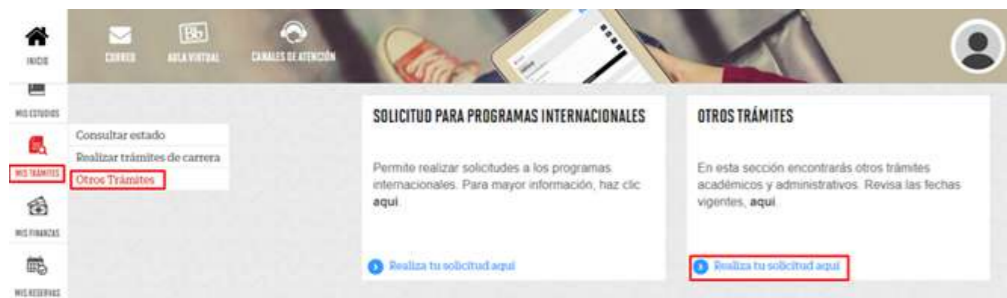 INICIO
CORREO
Bb
AULA VIRTUAL
CANALES DE ATENCIÓN
MIS ESTUDIOS
MIS TRÁMITES
MIS FINANZAS
MIS RESERVAS
Consultar estado
Realizar trámites de carrera
Otros Trámites
SOLICITUD PARA PROGRAMAS INTERNACIONALES
Permite realizar solicitudes a los programas
internacionales. Para mayor información, haz clic
aquí.
Realiza tu solicitud aquí
OTROS TRÁMITES
En esta sección encontrarás otros trámites
académicos y administrativos. Revisa las fechas
vigentes, aquí.
Realiza tu solicitud aquí